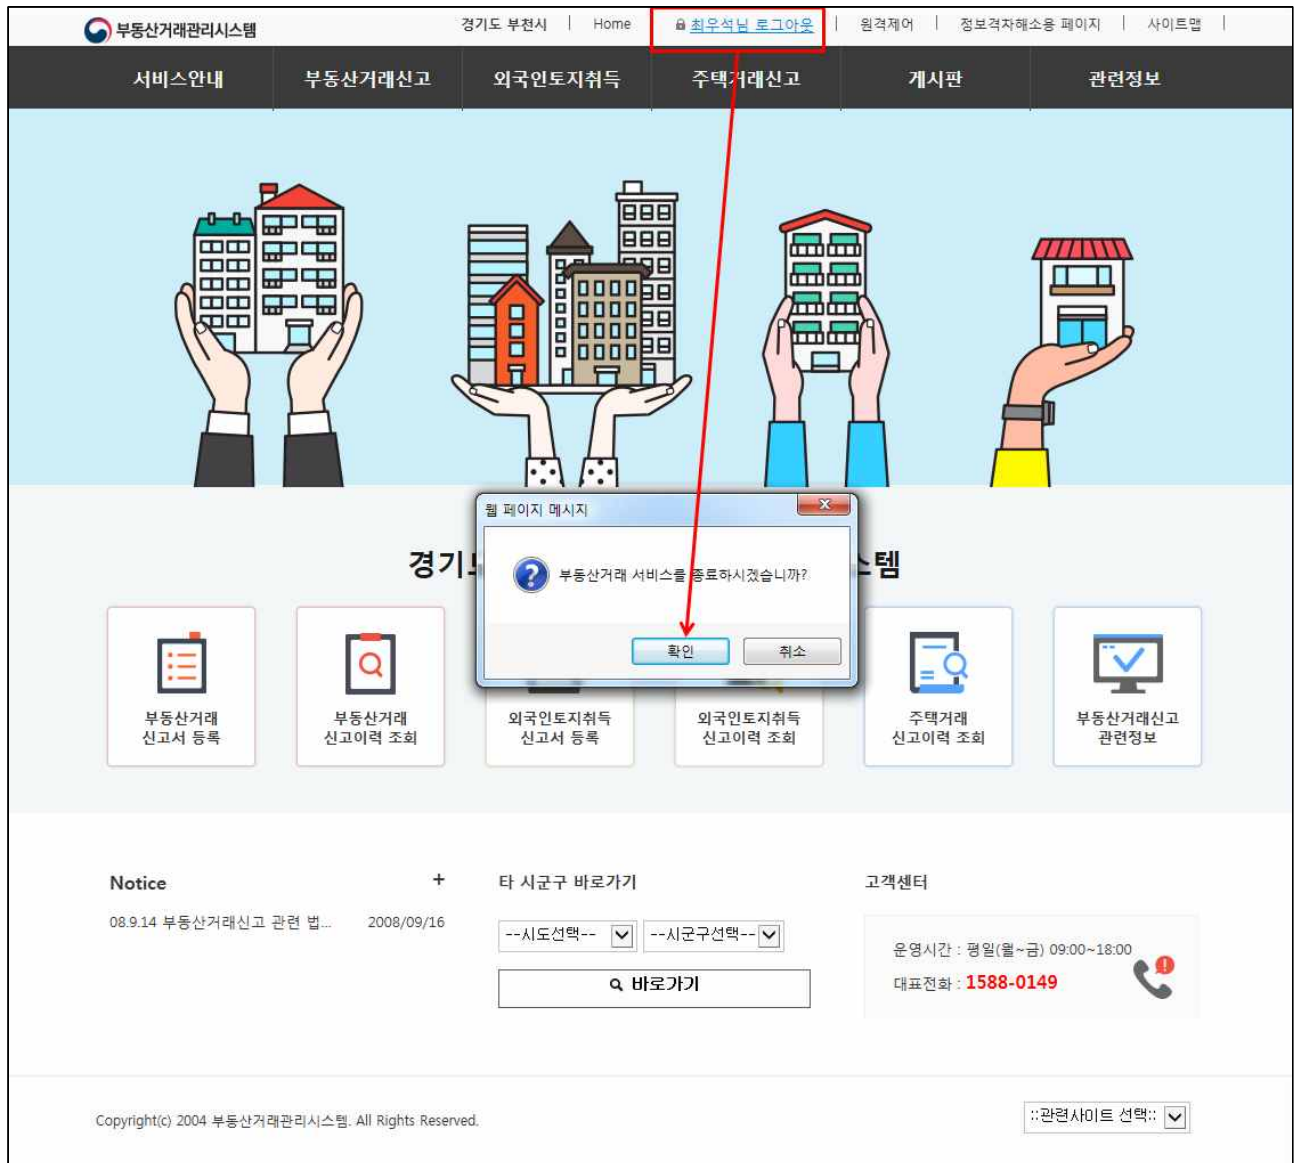 부동산거래관리시스템
경기도 부천시 | Home 최우석님 로그아웃 | 원격제어 | 정보격차해소용 페이지 | 사이트맵 |
서비스안내 부동산거래신고 외국인토지취득 주택거래신고 게시판 관련정보
웹 페이지 메시지
부동산거래 서비스를 종료하시겠습니까?
확인 취소
경기 스템
부동산거래
신고서 등록
부동산거래
신고이력 조회
외국인토지취득
신고서 등록
외국인토지취득
신고이력 조회
주택거래
신고이력 조회
부동산거래신고
관련정보
Notice +
08.9.14 부동산거래신고 관련 법... 2008/09/16
타 시군구 바로가기
--시도선택-- --시군구선택--
바로가기
고객센터
운영시간 : 평일(월~금) 09:00~18:00
대표전화 : 1588-0149
Copyright(c) 2004 부동산거래관리시스템. All Rights Reserved.
::관련사이트 선택::